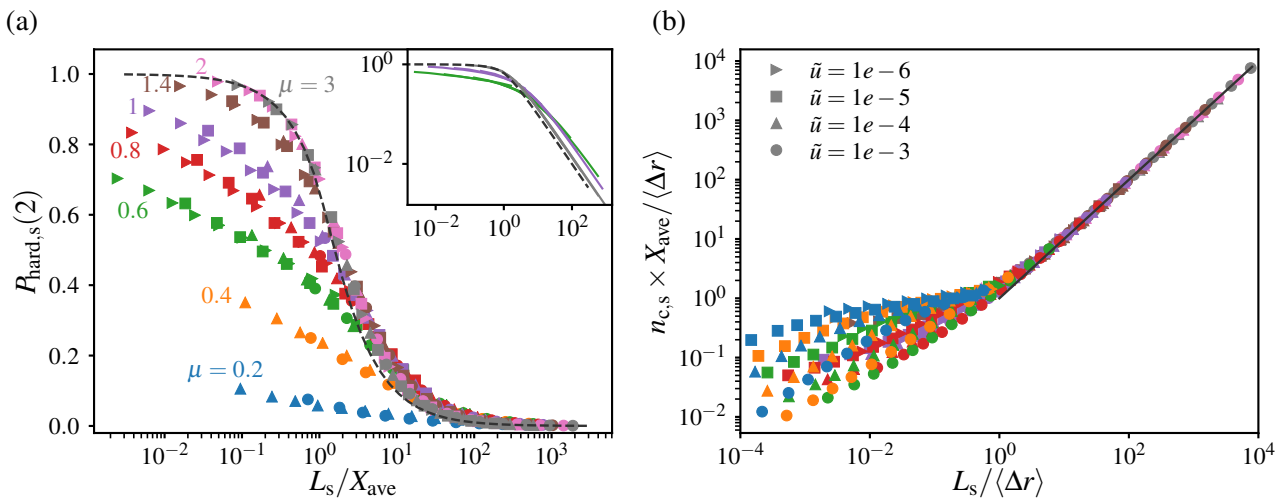 (a)
P_hard,s(2)
1.0
0.8
0.6
0.4
0.2
0.0
2
μ = 3
1.4
1
0.8
0.6
0.4
μ = 0.2
10^0
10^−2
10^−2 10^0 10^2
10^−2 10^−1 10^0 10^1 10^2 10^3
L_s/X_ave
(b)
n_c,s × X_ave/⟨Δr⟩
10^4
10^3
10^2
10^1
10^0
10^−1
10^−2
ũ = 1e − 6
ũ = 1e − 5
ũ = 1e − 4
ũ = 1e − 3
10^−4 10^−2 10^0 10^2 10^4
L_s/⟨Δr⟩